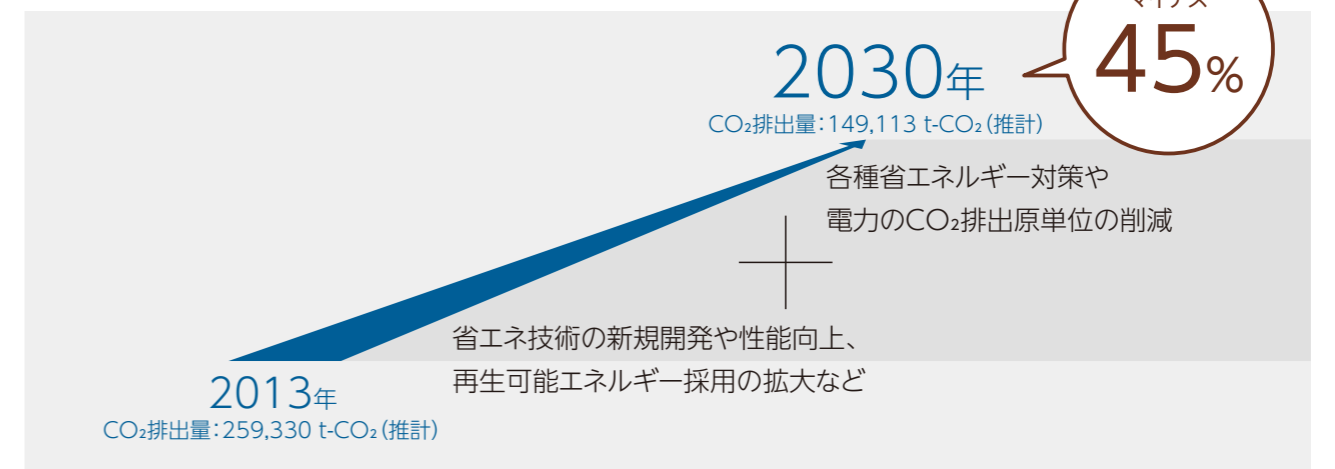 マイナス
45%
2030年
CO₂排出量：149,113 t-CO₂（推計）
各種省エネルギー対策や
電力のCO₂排出原単位の削減
省エネ技術の新規開発や性能向上、
再生可能エネルギー採用の拡大など
2013年
CO₂排出量：259,330 t-CO₂（推計）